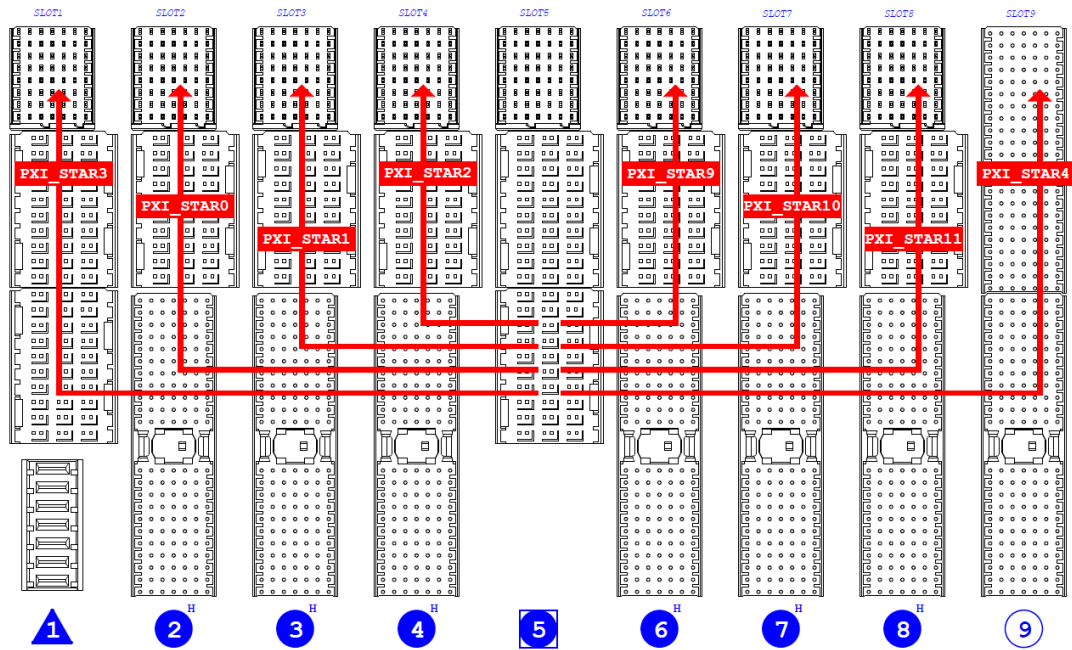 SLOT1 SLOT2 SLOT3 SLOT4 SLOT5 SLOT6 SLOT7 SLOT8 SLOT9
PXI_STAR3 PXI_STAR2 PXI_STAR9 PXI_STAR4
PXI_STAR0 PXI_STAR10
PXI_STAR1 PXI_STAR11
H H H H H H
1 2 3 4 5 6 7 8 9